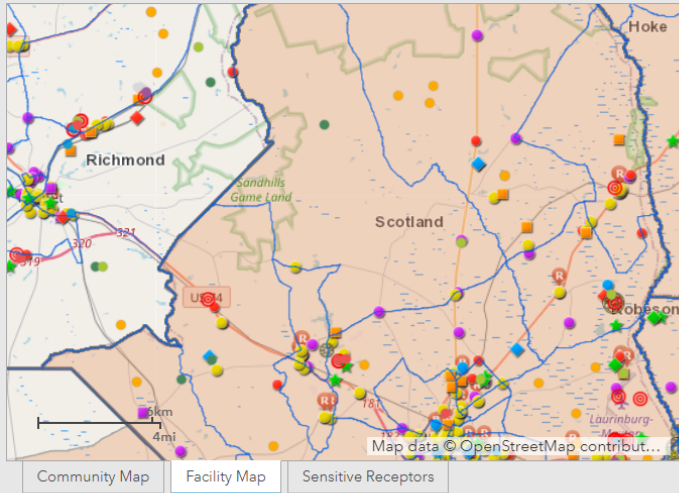 Hoke
Richmond
Sandhills
Game Land
Scotland
321
320
319
US 74
Robeson
R
R
R
R
R
181
Laurinburg-
5km
4mi
Map data © OpenStreetMap contribut...
Community Map
Facility Map
Sensitive Receptors